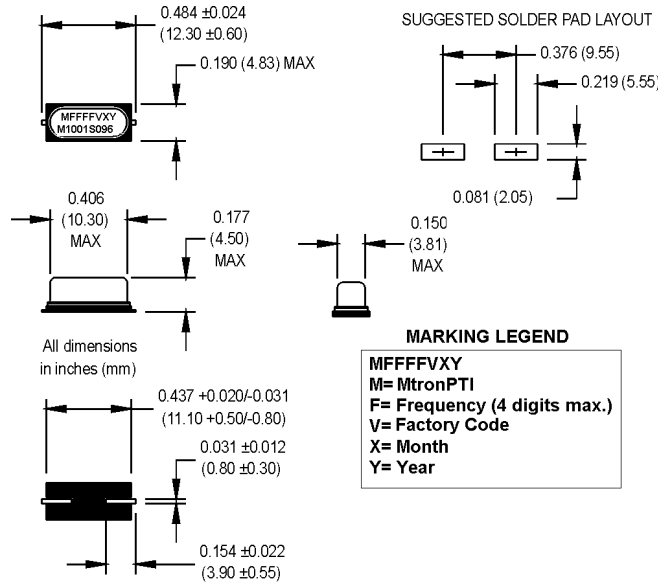 0.484 ±0.024
(12.30 ±0.60)
0.190 (4.83) MAX
MFFFFVXY
M1001S096
SUGGESTED SOLDER PAD LAYOUT
0.376 (9.55)
0.219 (5.55)
0.081 (2.05)
0.406
(10.30)
MAX
0.177
(4.50)
MAX
0.150
(3.81)
MAX
All dimensions
in inches (mm)
0.437 +0.020/-0.031
(11.10 +0.50/-0.80)
0.031 ±0.012
(0.80 ±0.30)
0.154 ±0.022
(3.90 ±0.55)
MARKING LEGEND
MFFFFVXY
M= MtronPTI
F= Frequency (4 digits max.)
V= Factory Code
X= Month
Y= Year